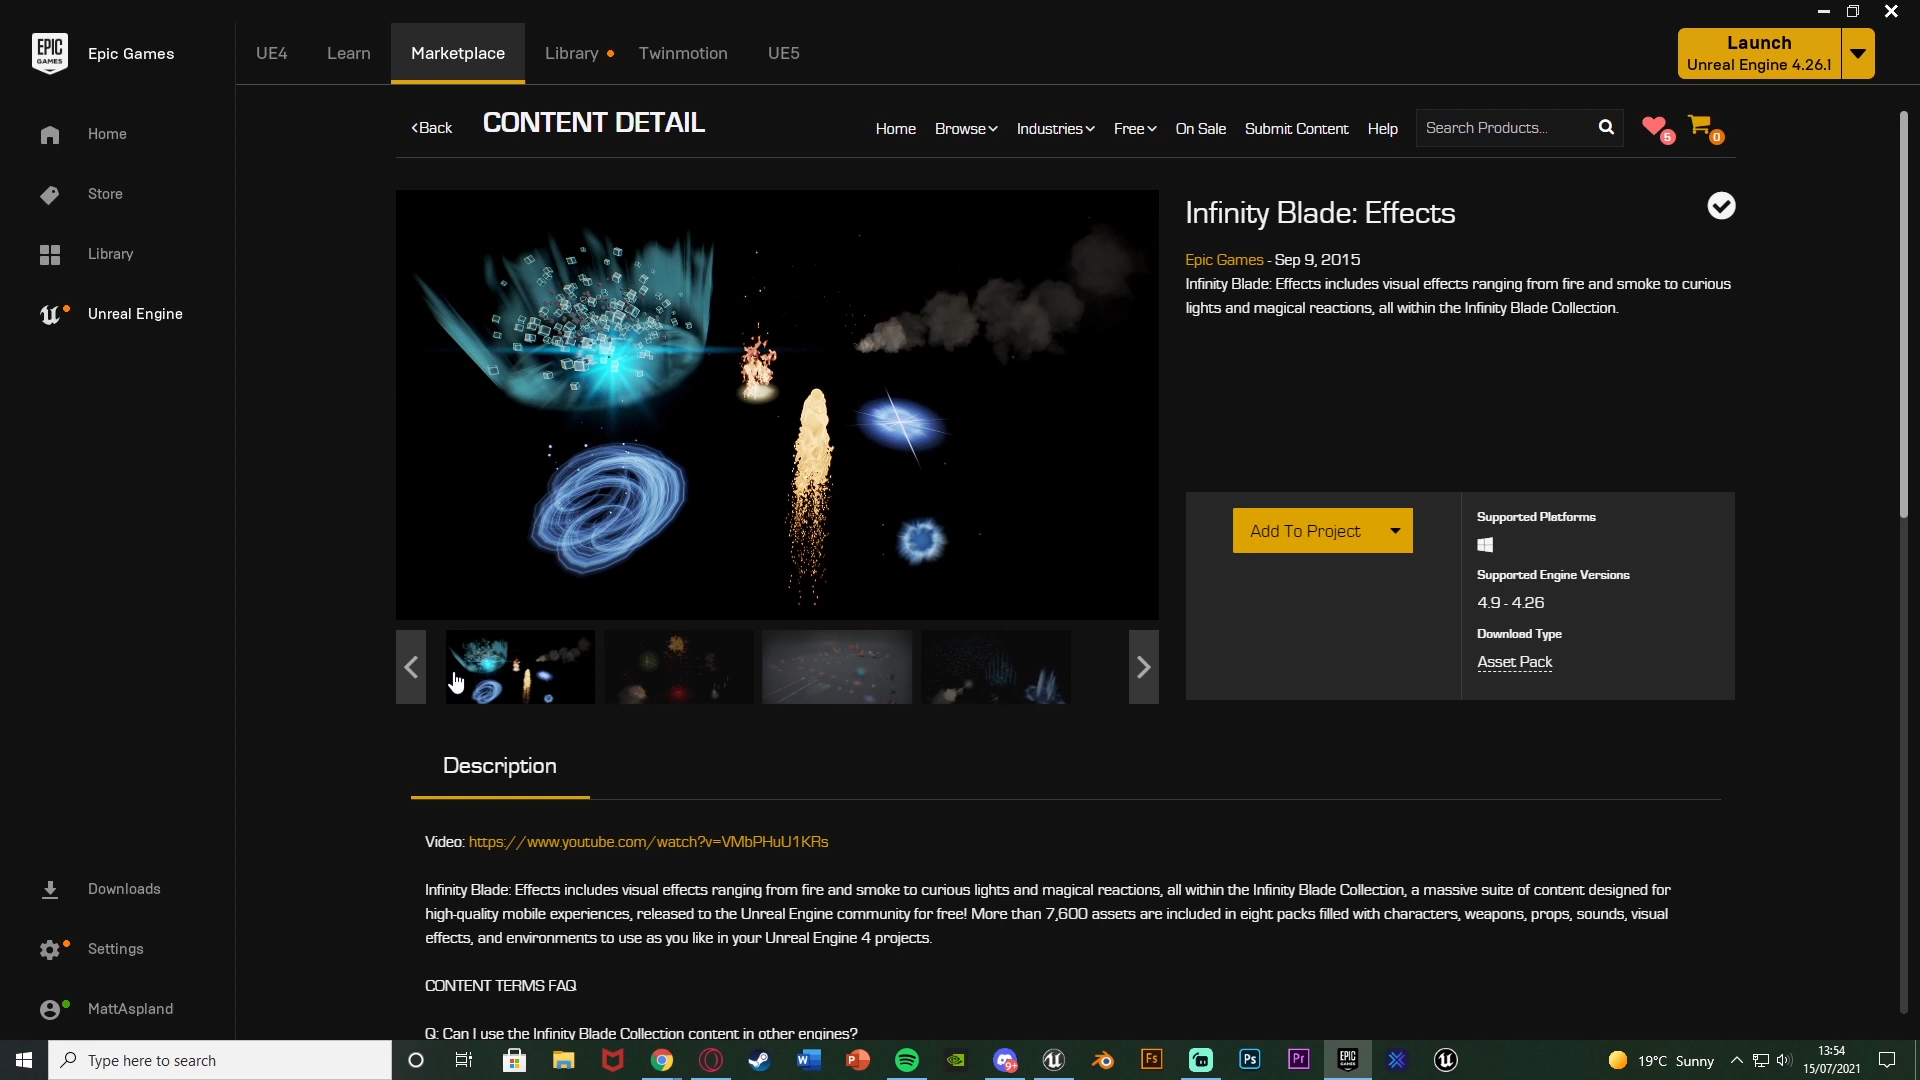 EPIC
GAMES
Epic Games
UE4
Learn
Marketplace
Library
Twinmotion
UE5
Launch
Unreal Engine 4.26.1
Home
Store
Library
Unreal Engine
Downloads
Settings
MattAspland
Back
CONTENT DETAIL
Home
Browse
Industries
Free
On Sale
Submit Content
Help
Search Products...
5
0
Infinity Blade: Effects
Epic Games - Sep 9, 2015
Infinity Blade: Effects includes visual effects ranging from fire and smoke to curious
lights and magical reactions, all within the Infinity Blade Collection.
Add To Project
Supported Platforms
Supported Engine Versions
4.9 - 4.26
Download Type
Asset Pack
Description
Video: https://www.youtube.com/watch?v=VMbPHuU1KRs
Infinity Blade: Effects includes visual effects ranging from fire and smoke to curious lights and magical reactions, all within the Infinity Blade Collection, a massive suite of content designed for
high-quality mobile experiences, released to the Unreal Engine community for free! More than 7,600 assets are included in eight packs filled with characters, weapons, props, sounds, visual
effects, and environments to use as you like in your Unreal Engine 4 projects.
CONTENT TERMS FAQ
Q: Can I use the Infinity Blade Collection content in other engines?
Type here to search
9+
Fs
Ps
Pr
EPIC
GAMES
19°C Sunny
13:54
15/07/2021